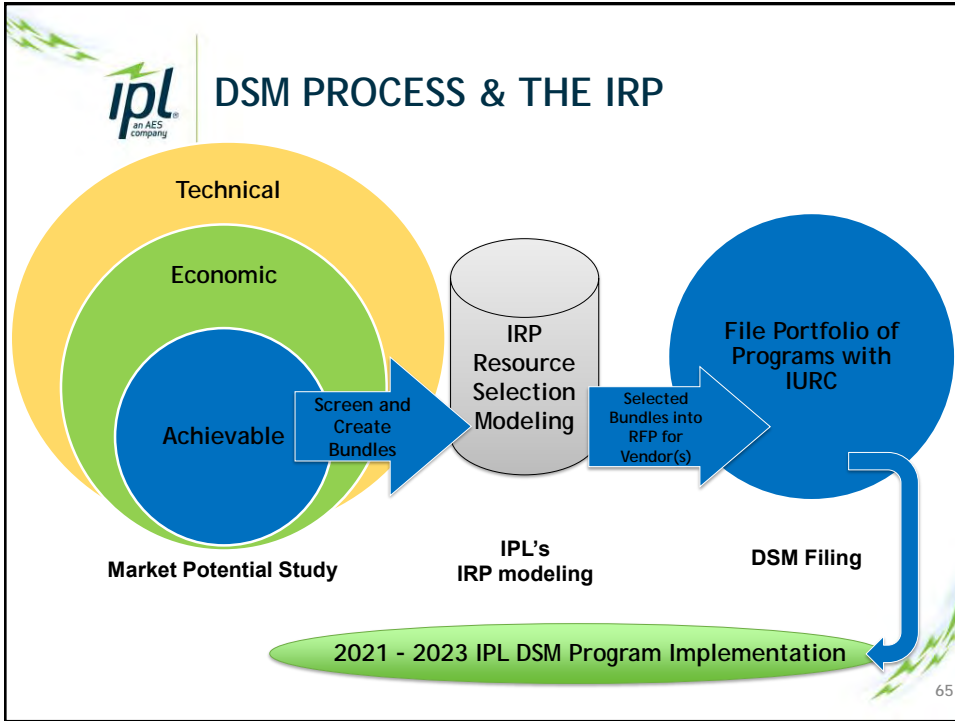 ipl®
an AES
company
DSM PROCESS & THE IRP
Technical
Economic
Achievable
Screen and
Create
Bundles
Market Potential Study
IRP
Resource
Selection
Modeling
IPL's
IRP modeling
Selected
Bundles into
RFP for
Vendor(s)
File Portfolio of
Programs with
IURC
DSM Filing
2021 - 2023 IPL DSM Program Implementation
65